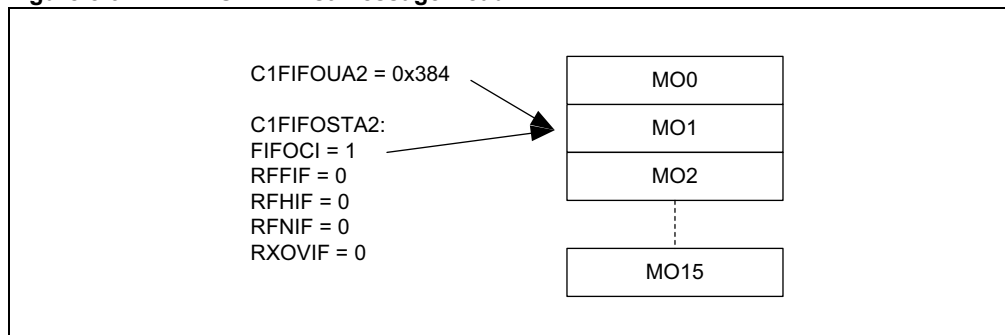 C1FIFOUA2 = 0x384
C1FIFOSTA2:
FIFOCI = 1
RFFIF = 0
RFHIF = 0
RFNIF = 0
RXOVIF = 0
MO0
MO1
MO2
MO15